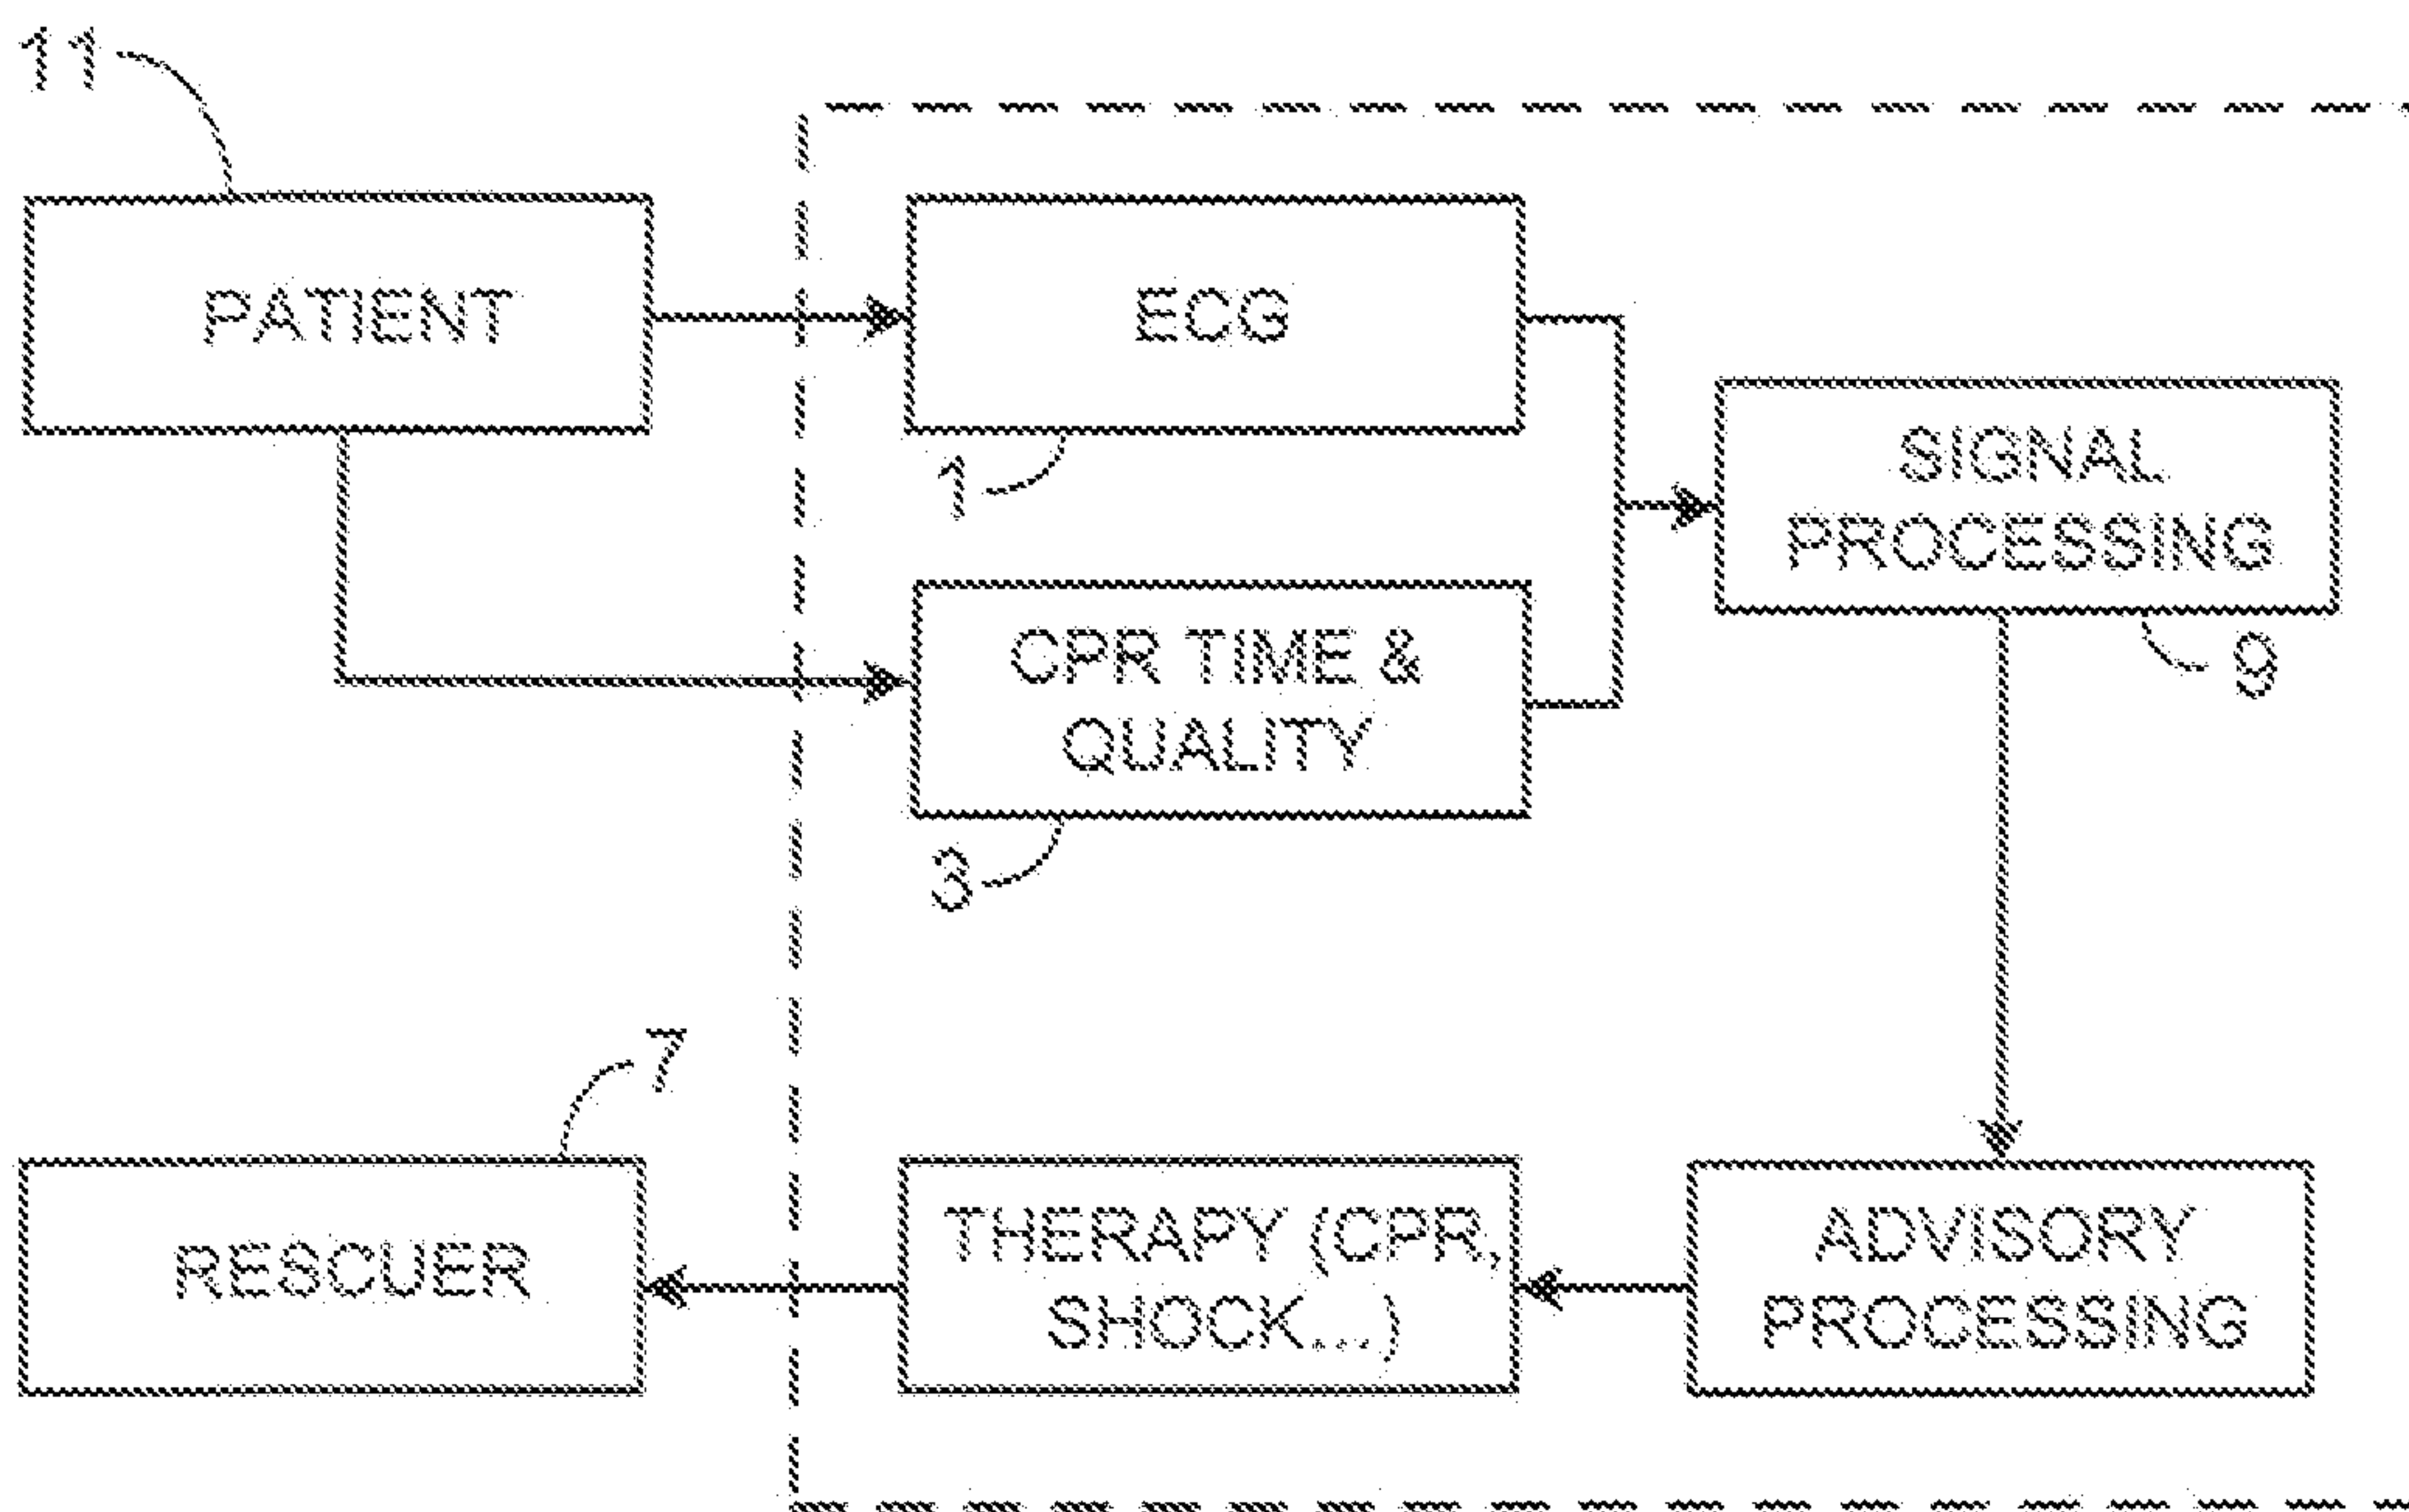 11
PATIENT
ECG
1
SIGNAL
PROCESSING
9
CPR TIME &
QUALITY
3
7
RESCUER
THERAPY (CPR,
SHOCK...)
ADVISORY
PROCESSING